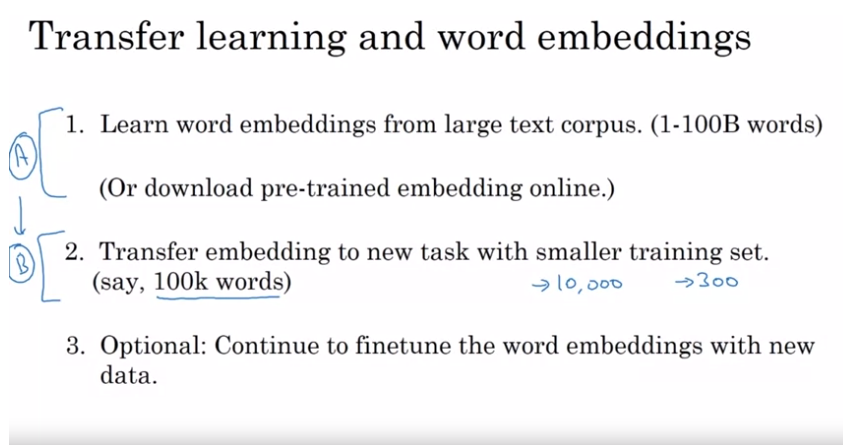 Transfer learning and word embeddings
A
1. Learn word embeddings from large text corpus. (1-100B words)
(Or download pre-trained embedding online.)
B
2. Transfer embedding to new task with smaller training set.
(say, 100k words) → 10,000 → 300
3. Optional: Continue to finetune the word embeddings with new
data.